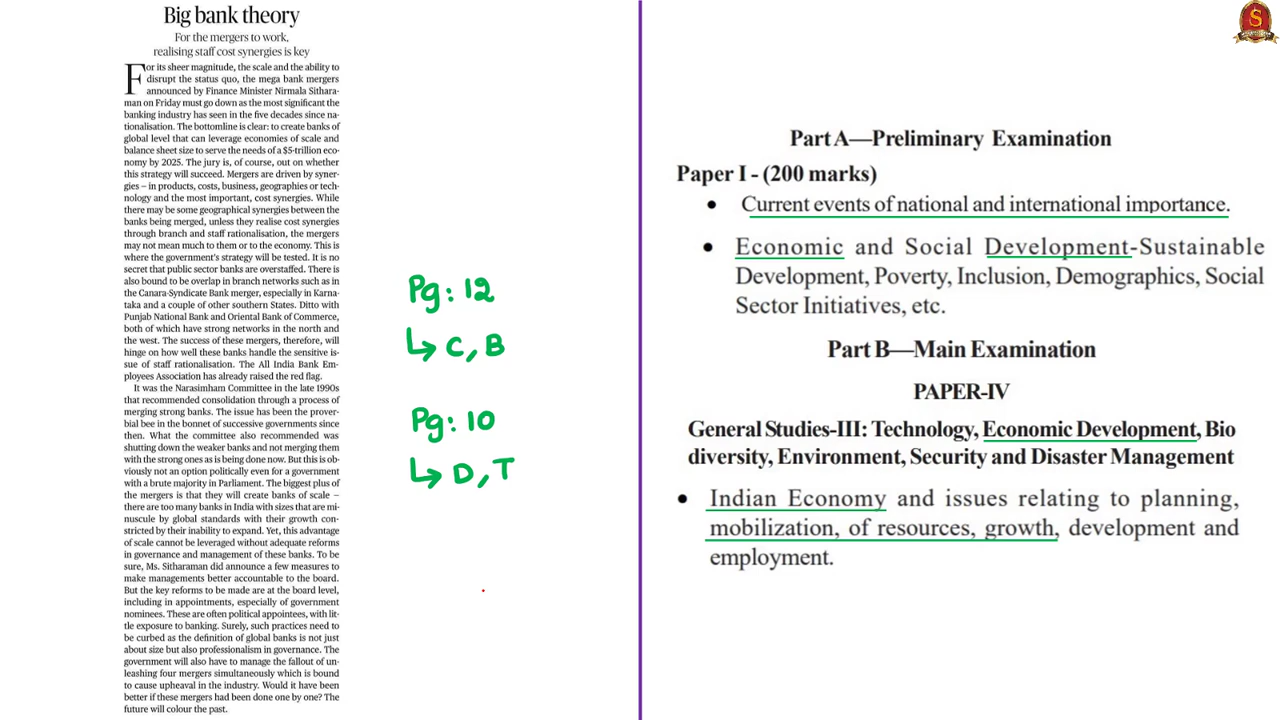 Big bank theory
For the mergers to work,
realising staff cost synergies is key
For its sheer magnitude, the scale and the ability to
disrupt the status quo, the mega bank mergers
announced by Finance Minister Nirmala Sithara-
man on Friday must go down as the most significant the
banking industry has seen in the five decades since na-
tionalisation. The bottomline is clear: to create banks of
global level that can leverage economies of scale and
balance sheet size to serve the needs of a $5-trillion eco-
nomy by 2025. The jury is, of course, out on whether
this strategy will succeed. Mergers are driven by syner-
gies – in products, costs, business, geographies or tech-
nology and the most important, cost synergies. While
there may be some geographical synergies between the
banks being merged, unless they realise cost synergies
through branch and staff rationalisation, the mergers
may not mean much to them or to the economy. This is
where the government's strategy will be tested. It is no
secret that public sector banks are overstaffed. There is
also bound to be overlap in branch networks such as in
the Canara-Syndicate Bank merger, especially in Karna-
taka and a couple of other southern States. Ditto with
Punjab National Bank and Oriental Bank of Commerce,
both of which have strong networks in the north and
the west. The success of these mergers, therefore, will
hinge on how well these banks handle the sensitive is-
sue of staff rationalisation. The All India Bank Em-
ployees Association has already raised the red flag.
It was the Narasimham Committee in the late 1990s
that recommended consolidation through a process of
merging strong banks. The issue has been the prover-
bial bee in the bonnet of successive governments since
then. What the committee also recommended was
shutting down the weaker banks and not merging them
with the strong ones as is being done now. But this is ob-
viously not an option politically even for a government
with a brute majority in Parliament. The biggest plus of
the mergers is that they will create banks of scale –
there are too many banks in India with sizes that are mi-
nuscule by global standards with their growth con-
stricted by their inability to expand. Yet, this advantage
of scale cannot be leveraged without adequate reforms
in governance and management of these banks. To be
sure, Ms. Sitharaman did announce a few measures to
make managements better accountable to the board.
But the key reforms to be made are at the board level,
including in appointments, especially of government
nominees. These are often political appointees, with lit-
tle exposure to banking. Surely, such practices need to
be curbed as the definition of global banks is not just
about size but also professionalism in governance. The
government will also have to manage the fallout of un-
leashing four mergers simultaneously which is bound
to cause upheaval in the industry. Would it have been
better if these mergers had been done one by one? The
future will colour the past.
Pg: 12
↳ C, B
Pg: 10
↳ D, T
Part A—Preliminary Examination
Paper I - (200 marks)
• Current events of national and international importance.
• Economic and Social Development-Sustainable
Development, Poverty, Inclusion, Demographics, Social
Sector Initiatives, etc.
Part B—Main Examination
PAPER-IV
General Studies-III: Technology, Economic Development, Bio
diversity, Environment, Security and Disaster Management
• Indian Economy and issues relating to planning,
mobilization, of resources, growth, development and
employment.
S